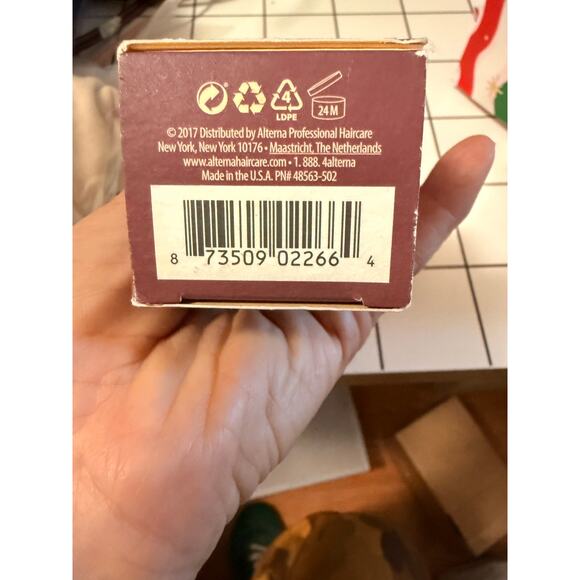 4
LDPE
24 M
© 2017 Distributed by Alterna Professional Haircare
New York, New York 10176 • Maastricht, The Netherlands
www.alternahaircare.com • 1. 888. 4alterna
Made in the U.S.A. PN# 48563-502
8 73509 02266 4